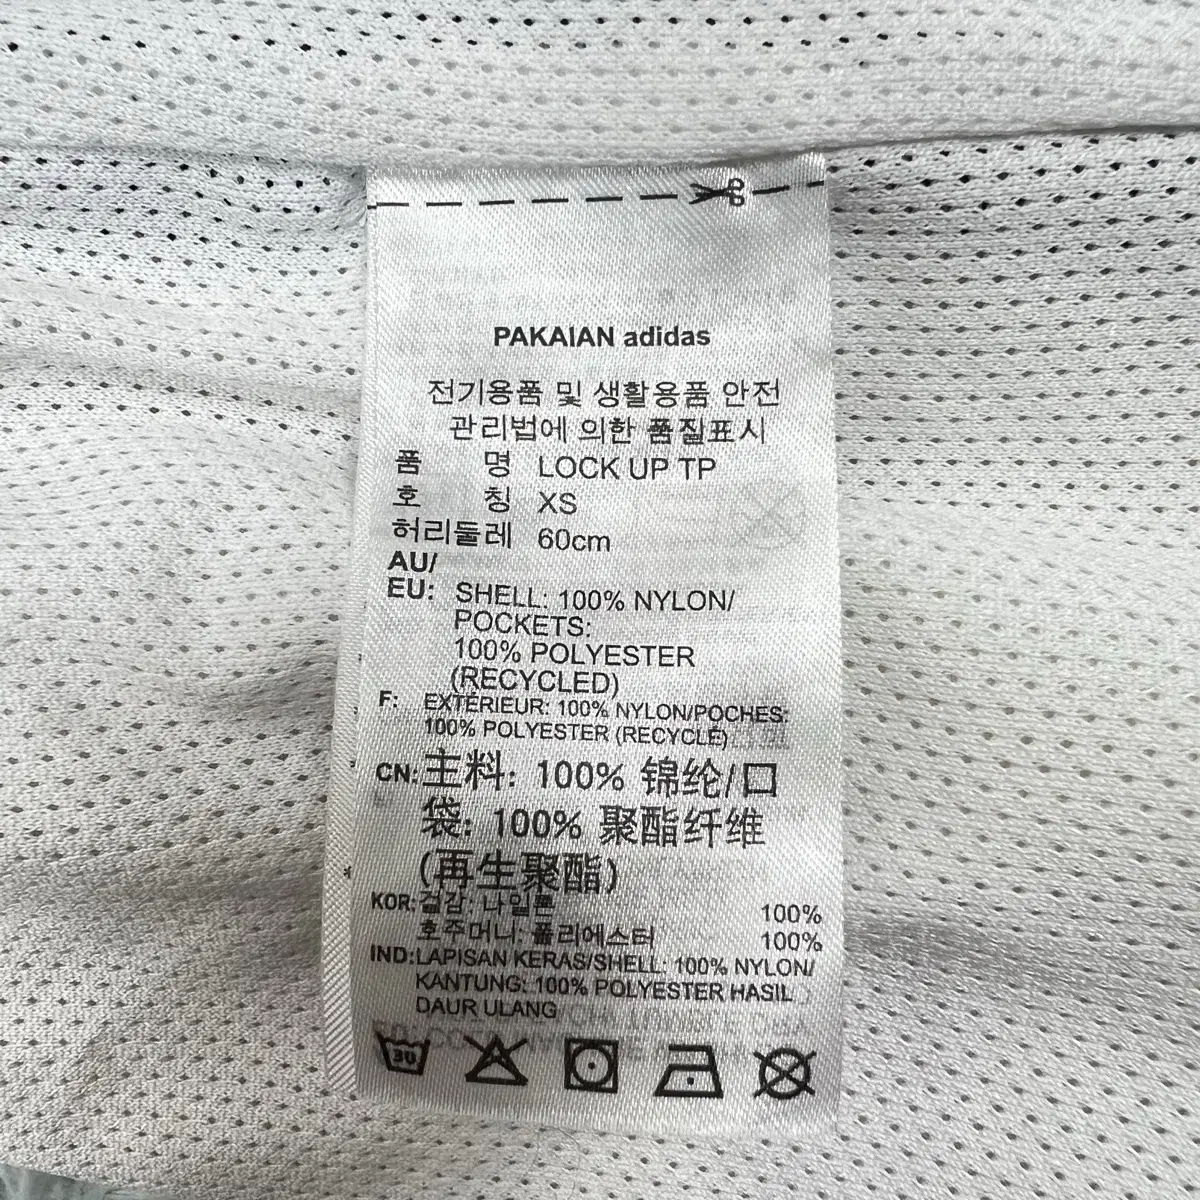 PAKAIAN adidas
전기용품 및 생활용품 안전
관리법에 의한 품질표시
품 명 LOCK UP TP
호 칭 XS
허리둘레 60cm
AU/
EU: SHELL: 100% NYLON/
POCKETS:
100% POLYESTER
(RECYCLED)
F: EXTÉRIEUR: 100% NYLON/POCHES:
100% POLYESTER (RECYCLÉ)
CN: 主料: 100% 锦纶/口
袋: 100% 聚酯纤维
(再生聚酯)
KOR: 겉감: 나일론 100%
호주머니: 폴리에스터 100%
IND: LAPISAN KERAS/SHELL: 100% NYLON/
KANTUNG: 100% POLYESTER HASIL
DAUR ULANG
30